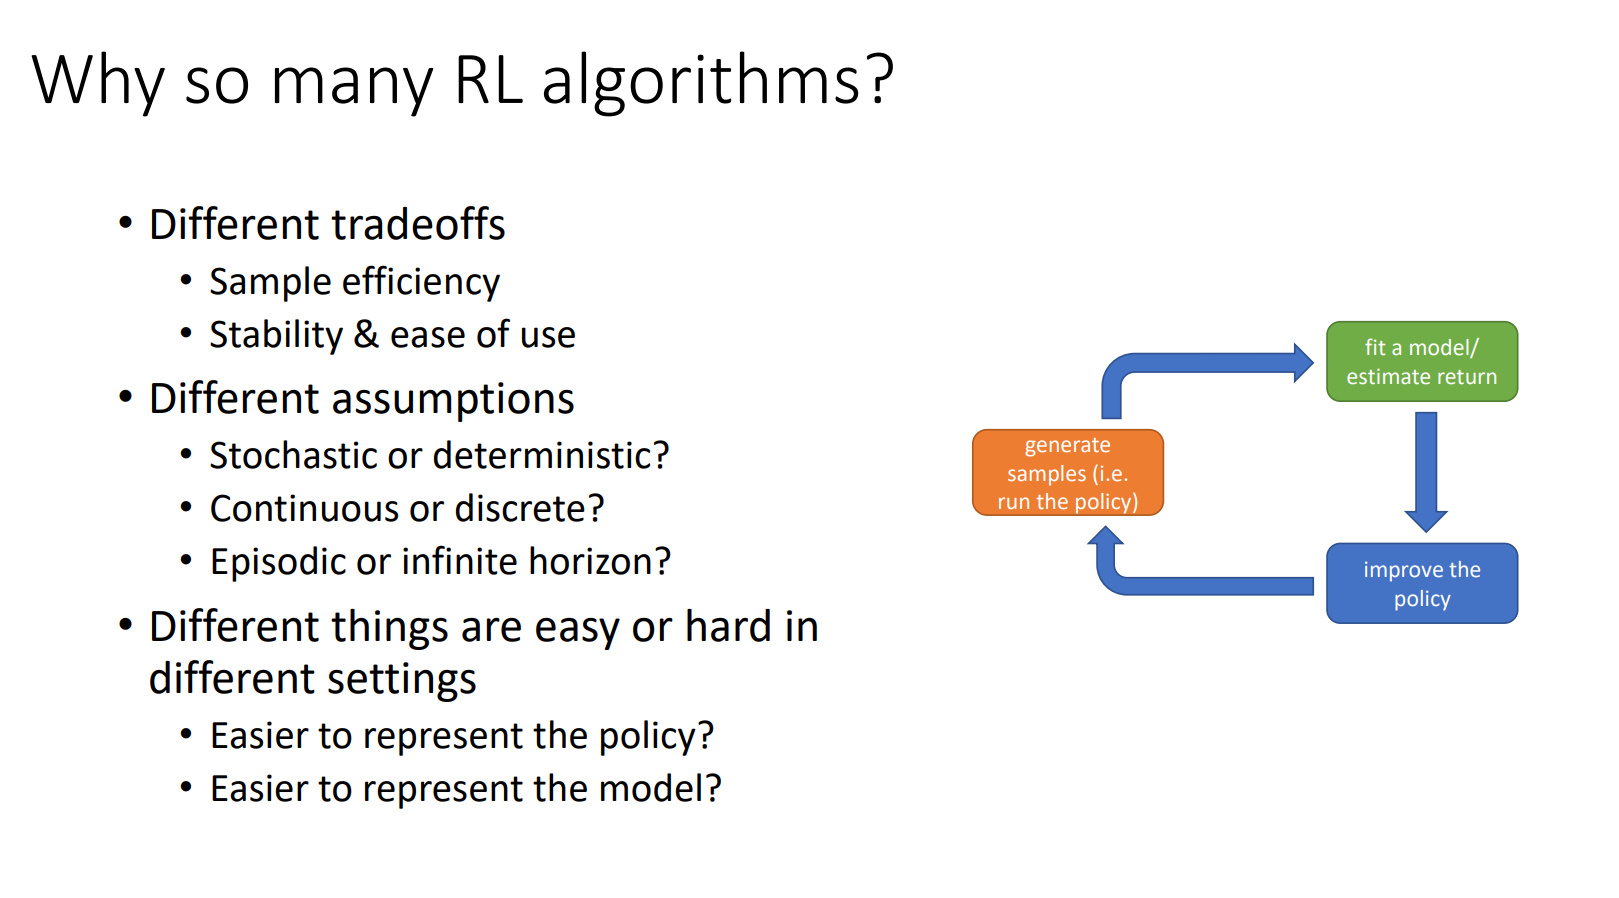 Why so many RL algorithms?
• Different tradeoffs
• Sample efficiency
• Stability & ease of use
• Different assumptions
• Stochastic or deterministic?
• Continuous or discrete?
• Episodic or infinite horizon?
• Different things are easy or hard in
different settings
• Easier to represent the policy?
• Easier to represent the model?
generate
samples (i.e.
run the policy)
fit a model/
estimate return
improve the
policy